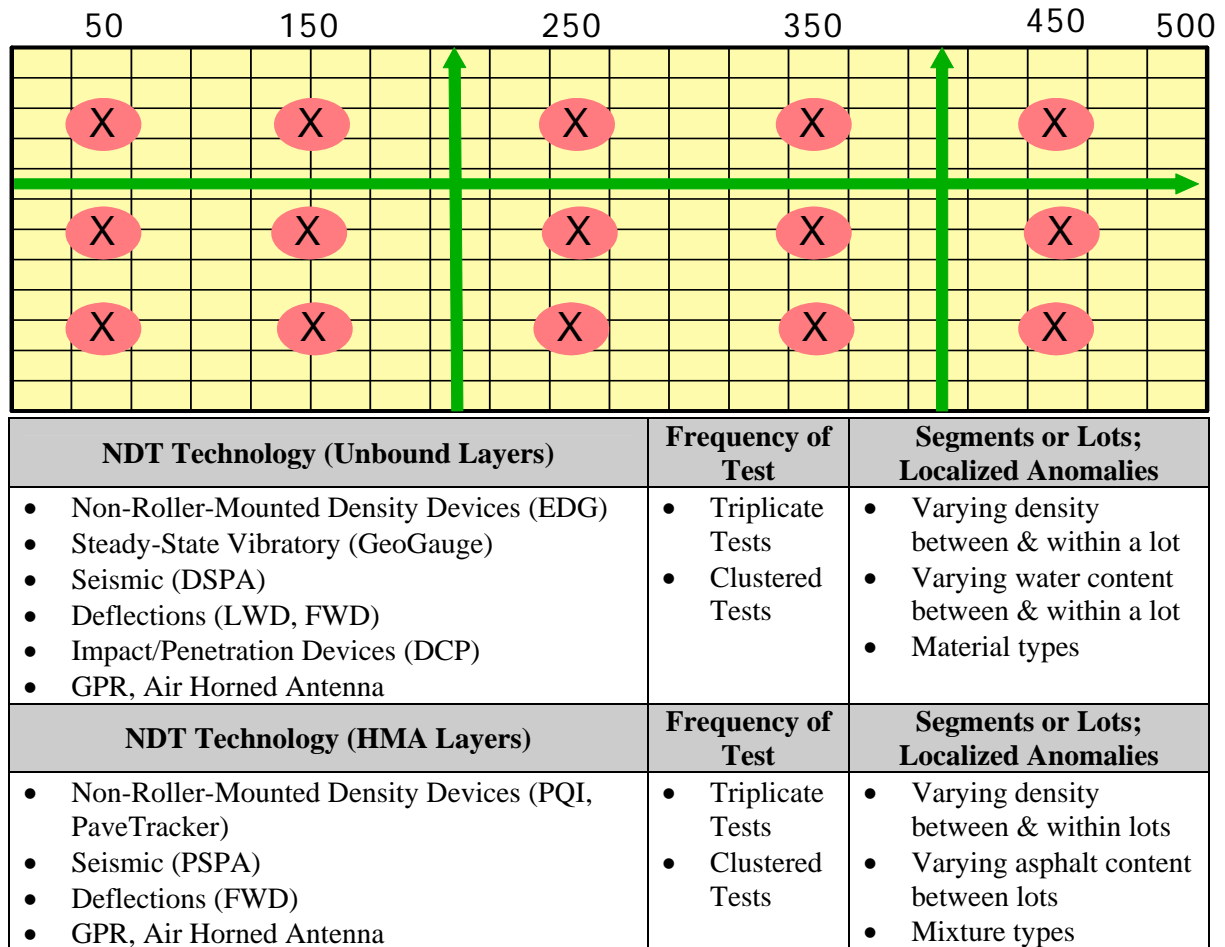 50 150 250 350 450 500
X X X X X
X X X X X
X X X X X
NDT Technology (Unbound Layers)
Frequency of
Test
Segments or Lots;
Localized Anomalies
• Non-Roller-Mounted Density Devices (EDG)
• Steady-State Vibratory (GeoGauge)
• Seismic (DSPA)
• Deflections (LWD, FWD)
• Impact/Penetration Devices (DCP)
• GPR, Air Horned Antenna
• Triplicate
Tests
• Clustered
Tests
• Varying density
between & within a lot
• Varying water content
between & within a lot
• Material types
NDT Technology (HMA Layers)
Frequency of
Test
Segments or Lots;
Localized Anomalies
• Non-Roller-Mounted Density Devices (PQI,
PaveTracker)
• Seismic (PSPA)
• Deflections (FWD)
• GPR, Air Horned Antenna
• Triplicate
Tests
• Clustered
Tests
• Varying density
between & within lots
• Varying asphalt content
between lots
• Mixture types